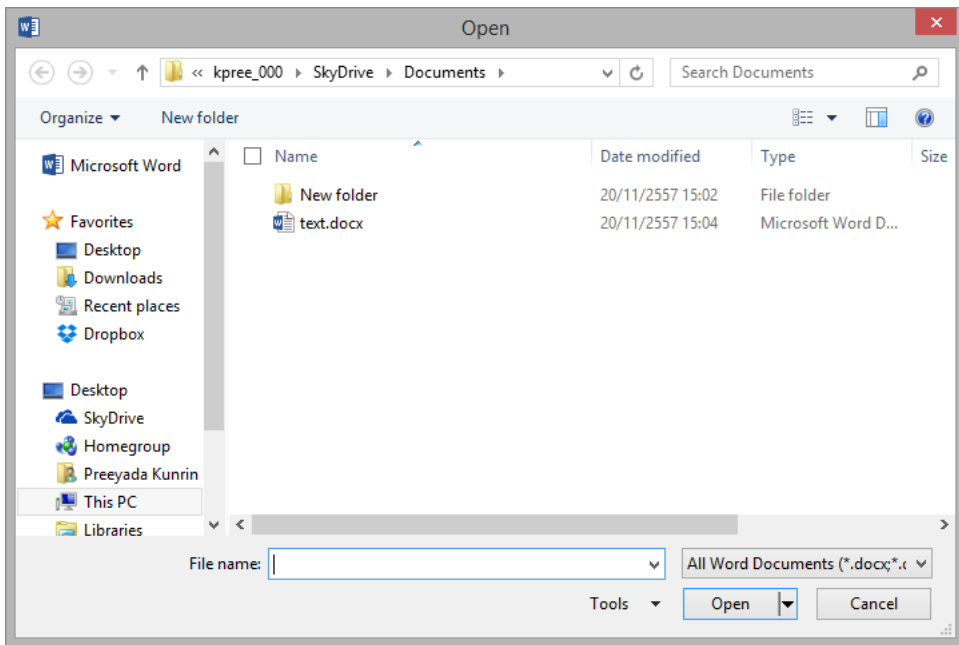 Open
« kpree_000 SkyDrive Documents Search Documents
Organize New folder
Microsoft Word
Favorites
Desktop
Downloads
Recent places
Dropbox
Desktop
SkyDrive
Homegroup
Preeyada Kunrin
This PC
Libraries
Name Date modified Type Size
New folder 20/11/2557 15:02 File folder
text.docx 20/11/2557 15:04 Microsoft Word D...
File name: All Word Documents (*.docx;*.c
Tools Open Cancel